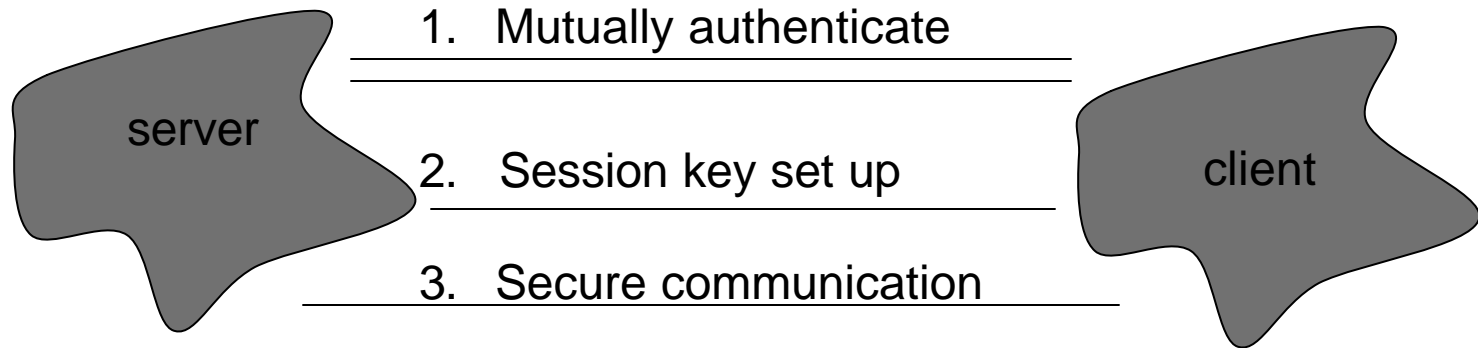 1. Mutually authenticate
server
2. Session key set up
client
3. Secure communication